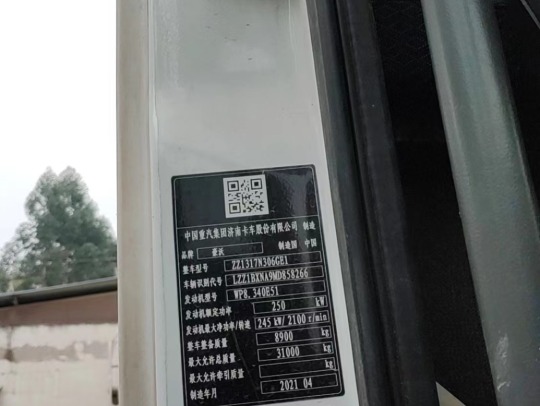 中国重汽集团济南卡车股份有限公司 制造
品牌 豪沃 制造国 中国
整车型号 ZZ1317N306GE1
车辆识别代号 LZZ1BXNA9MD858266
发动机型号 WP8.340E51
发动机额定功率 250 kW
发动机最大净功率/转速 245 kW/2100 r/min
整车整备质量 8900 kg
最大允许总质量 31000 kg
最大允许牵引质量 kg
制造年月 2021 04